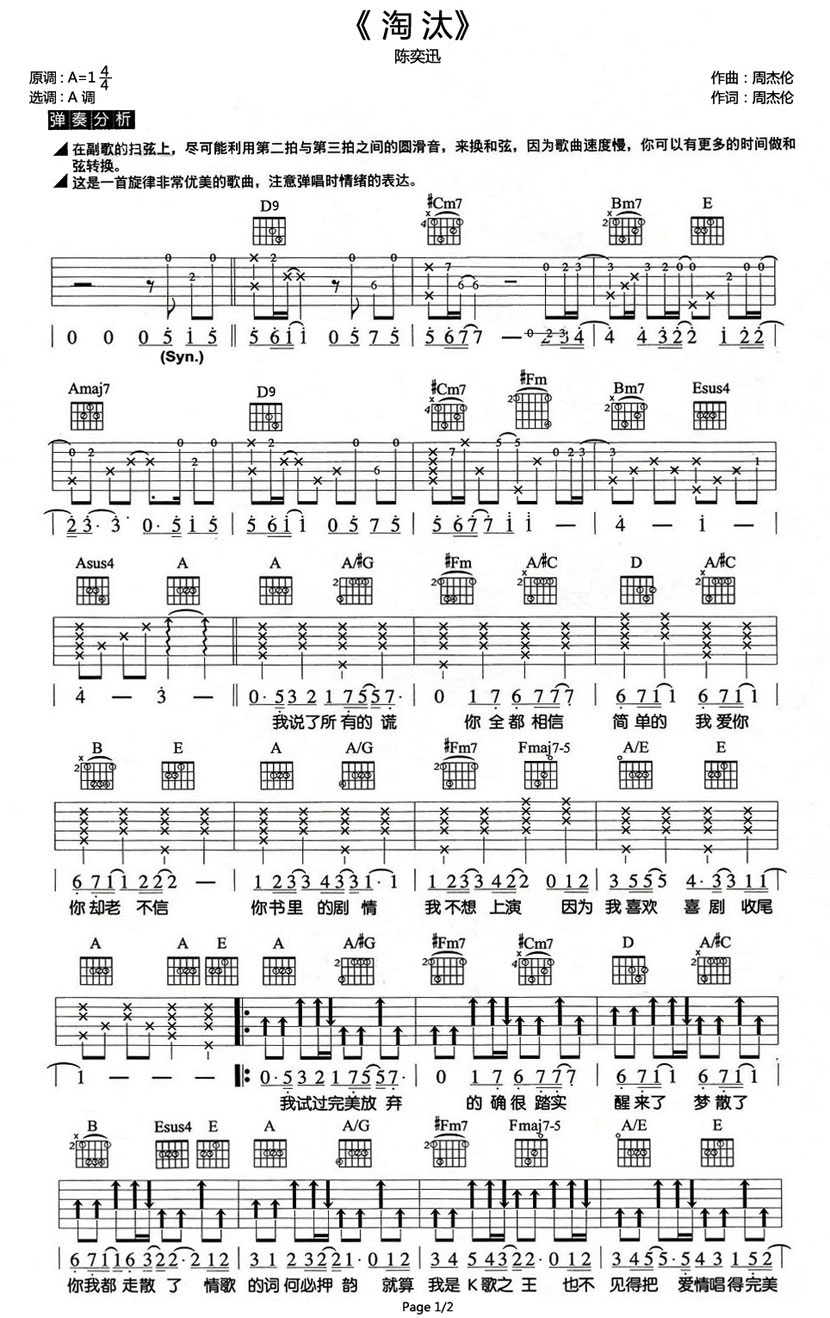 《淘汰》
陈奕迅
原调:A=1 4/4
作曲:周杰伦
选调:A 调
作词:周杰伦
弹奏分析
在副歌的扫弦上，尽可能利用第二拍与第三拍之间的圆滑音，来换和弦，因为歌曲速度慢，你可以有更多的时间做和
弦转换。
这是一首旋律非常优美的歌曲，注意弹唱时情绪的表达。
D9 #Cm7 Bm7 E
0 0 0 5 1 5 5 6 1 1 0 5 7 5 5 6 7 7 — 0 2 3 2 3 4 4 4 3 2 2 1 2 2
(Syn.)
Amaj7 D9 #Cm7 #Fm Bm7 Esus4
2 3· 3 0· 5 1 5 5 6 1 1 0 5 7 5 5 6 7 7 1 1 — 4 — 1 —
Asus4 A A A/#G #Fm A/#C D A/#C
4 — 3 — 0· 5 3 2 1 7 5 5 7· 0 1 7 6 7 7 7 6 7 1 1 6 7 1 1
我说了所有的 谎 你 全都 相信 简 单的 我 爱你
B E A A/G #Fm7 Fmaj7-5 A/E E
6 7 1 1 2 2 2 — 1 2 3 3 4 3 3 1· 1 1 2 3 3 4 2 2 0 1 2 3 5 5 5 4· 3 3 1 1
你却老 不信 你书里 的剧 情 我 不想 上演 因为 我 喜欢 喜 剧 收尾
A A E A A/#G #Fm7 #Cm7 D A/#C
1 — — — 0· 5 3 2 1 7 5 5 7· 0 1 7 6 7 7 7 6 7 1 1 6 7 1 1
我试过完美放 弃 的 确很 踏实 醒 来了 梦 散了
B Esus4 E A A/G #Fm7 Fmaj7-5 A/E E
6 7 1 1 6 3 2 2· 2 1 2 3 1 2 3 2 2 1· 0 1 2 3 4 5 4 3 2 2· 0 1 2 3 4 5 5· 5 4 3 1 5 2
你我都 走散 了 情歌 的词 何必押 韵 就算 我是 K 歌之 王 也不 见得把 爱情唱得完美
Page 1/2